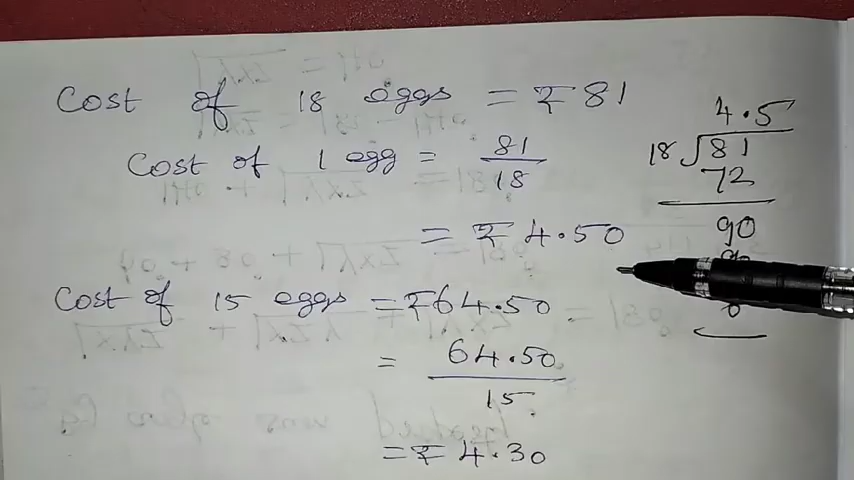 Cost of 18 eggs = ₹ 81
Cost of 1 egg = 81/18
= ₹ 4.50
4.5
18 √81
72
90
0
Cost of 15 eggs = ₹64.50
= 64.50/15
= ₹ 4.30